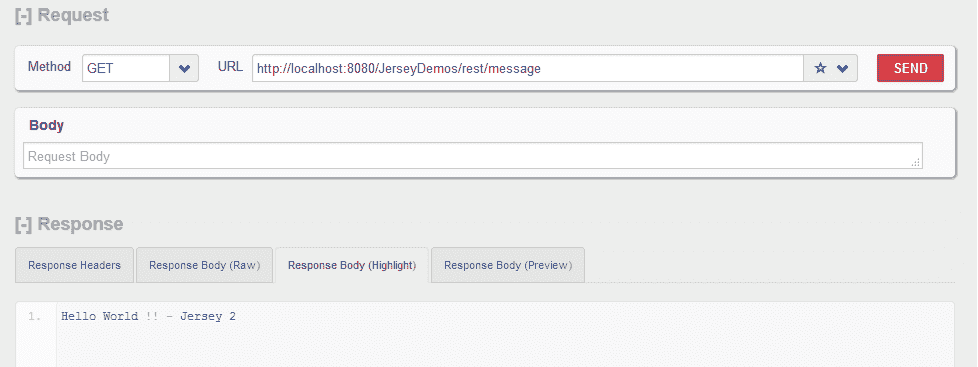 [-] Request
Method GET URL http://localhost:8080/JerseyDemos/rest/message SEND
Body
Request Body
[-] Response
Response Headers Response Body (Raw) Response Body (Highlight) Response Body (Preview)
1. Hello World !! - Jersey 2